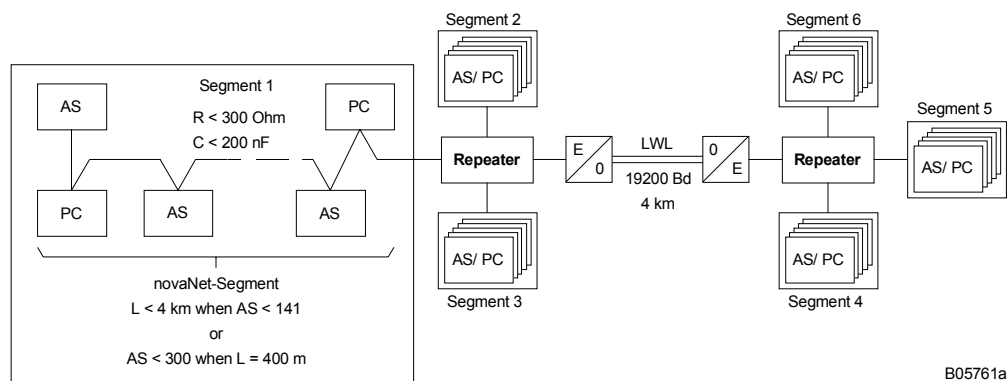 Segment 2
AS/ PC
Segment 6
AS/ PC
Segment 1
R < 300 Ohm
C < 200 nF
AS
PC
PC
AS
AS
Repeater
E
0
LWL
19200 Bd
4 km
0
E
Repeater
Segment 5
AS/ PC
AS/ PC
Segment 3
AS/ PC
Segment 4
novaNet-Segment
L < 4 km when AS < 141
or
AS < 300 when L = 400 m
B05761a